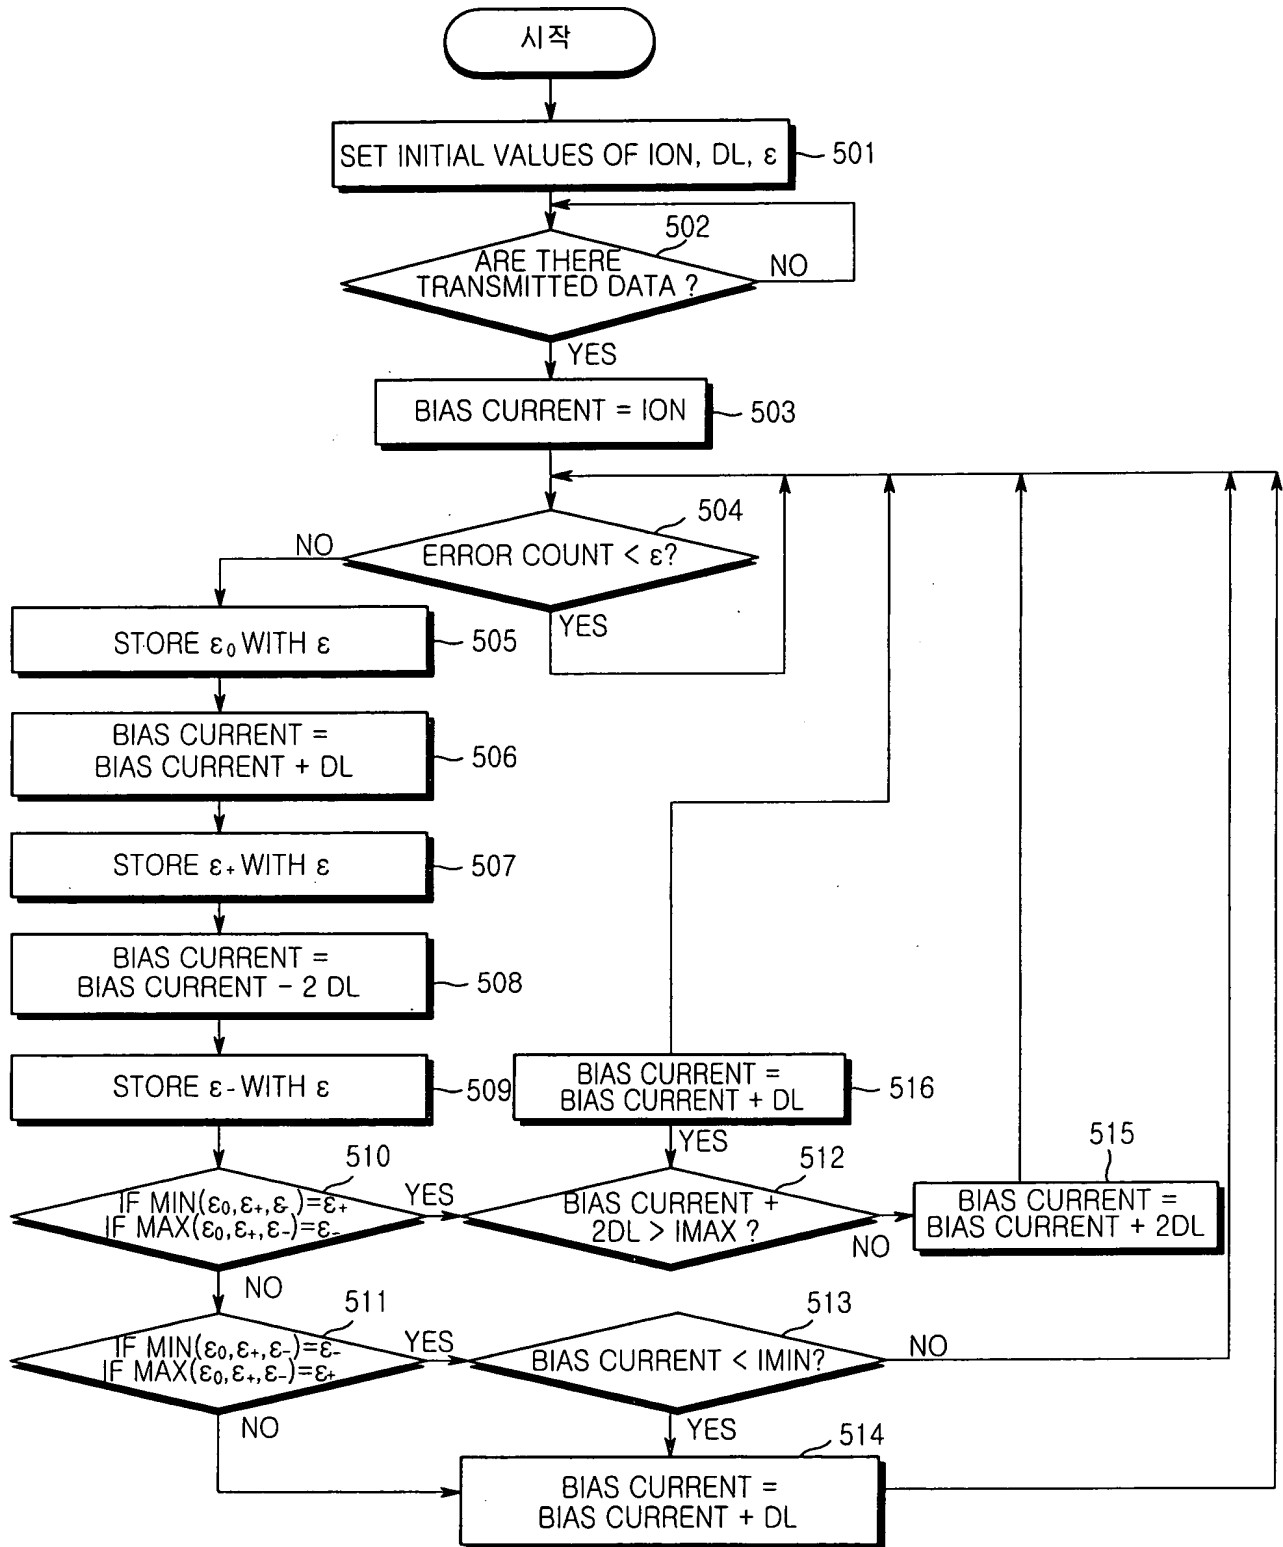 시작
SET INITIAL VALUES OF ION, DL, ε
501
502
ARE THERE
TRANSMITTED DATA ?
NO
YES
BIAS CURRENT = ION
503
504
ERROR COUNT < ε?
NO
YES
STORE ε₀ WITH ε
505
BIAS CURRENT =
BIAS CURRENT + DL
506
STORE ε₊ WITH ε
507
BIAS CURRENT =
BIAS CURRENT - 2 DL
508
STORE ε₋ WITH ε
509
BIAS CURRENT =
BIAS CURRENT + DL
516
YES
510
IF MIN(ε₀,ε₊,ε₋)=ε₊
IF MAX(ε₀,ε₊,ε₋)=ε₋
YES
NO
512
BIAS CURRENT +
2DL > IMAX ?
NO
515
BIAS CURRENT =
BIAS CURRENT + 2DL
511
IF MIN(ε₀,ε₊,ε₋)=ε₋
IF MAX(ε₀,ε₊,ε₋)=ε₊
YES
NO
513
BIAS CURRENT < IMIN?
NO
YES
514
BIAS CURRENT =
BIAS CURRENT + DL